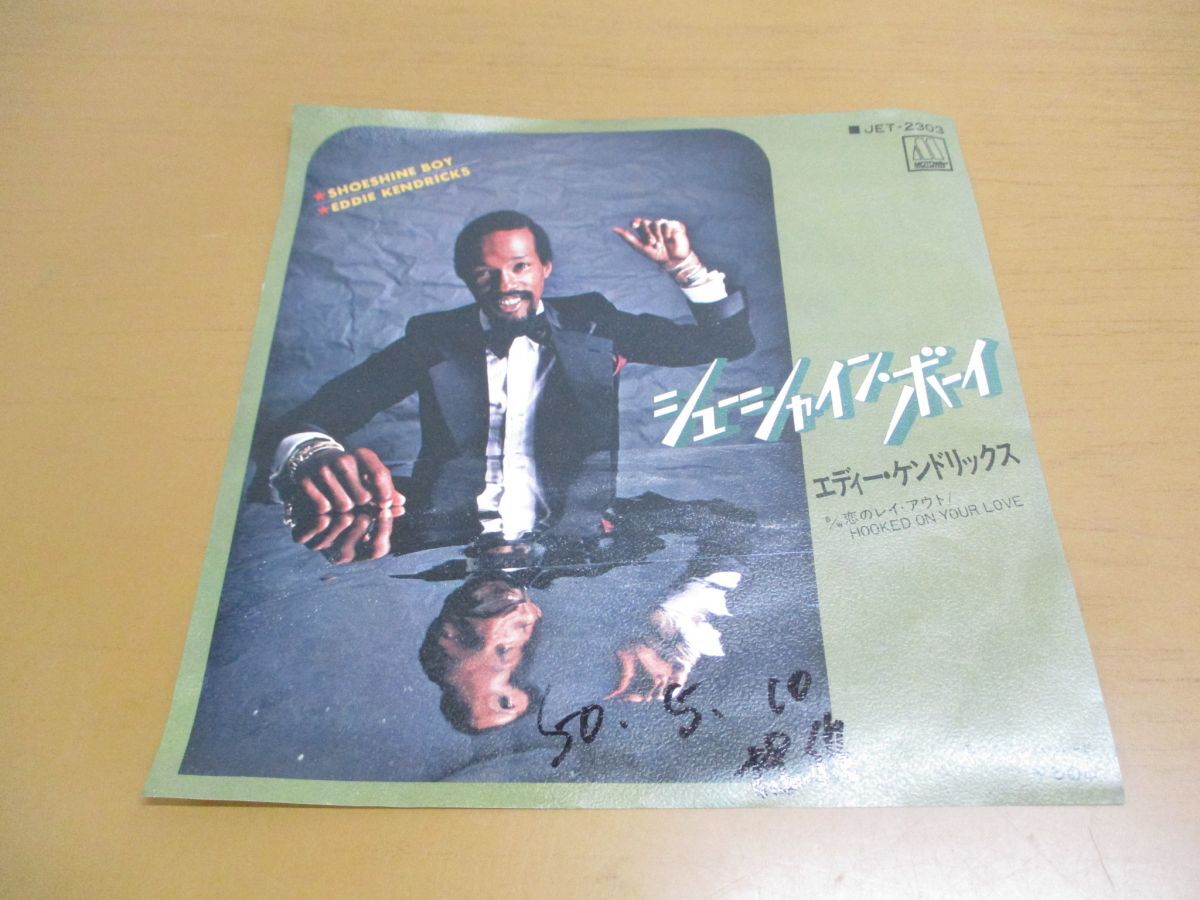 ■JET-2303
MOTOWN
★SHOESHINE BOY
★EDDIE KENDRICKS
シューシャイン・ボーイ
エディー・ケンドリックス
B/W 恋のレイ・アウト/
HOOKED ON YOUR LOVE
50. 5. 10